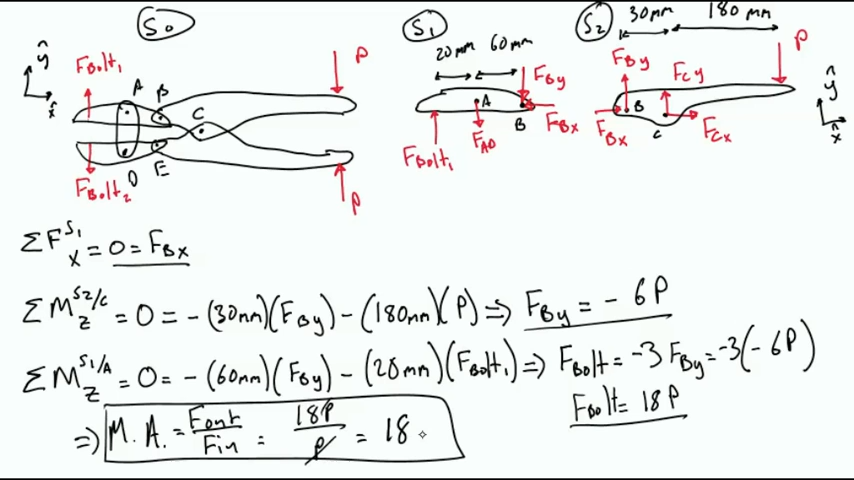 S0
S1
20mm 60mm
S2
30mm 180mm
ŷ
x̂
FBolt1
A
B
C
D
E
FBolt2
P
P
FBolt1
A
FAD
B
FBy
FBx
FBy
FBx
B
C
FCy
FCx
P
ŷ
x̂
ΣF^S1_x = 0 = FBx
ΣM^S2/C_z = 0 = -(30mm)(FBy) - (180mm)(P) ⇒ FBy = - 6P
ΣM^S1/A_z = 0 = -(60mm)(FBy) - (20mm)(FBolt1) ⇒ FBolt = -3 FBy = -3(-6P)
FBolt = 18P
⇒ M.A. = Fout/Fin = 18P/P = 18